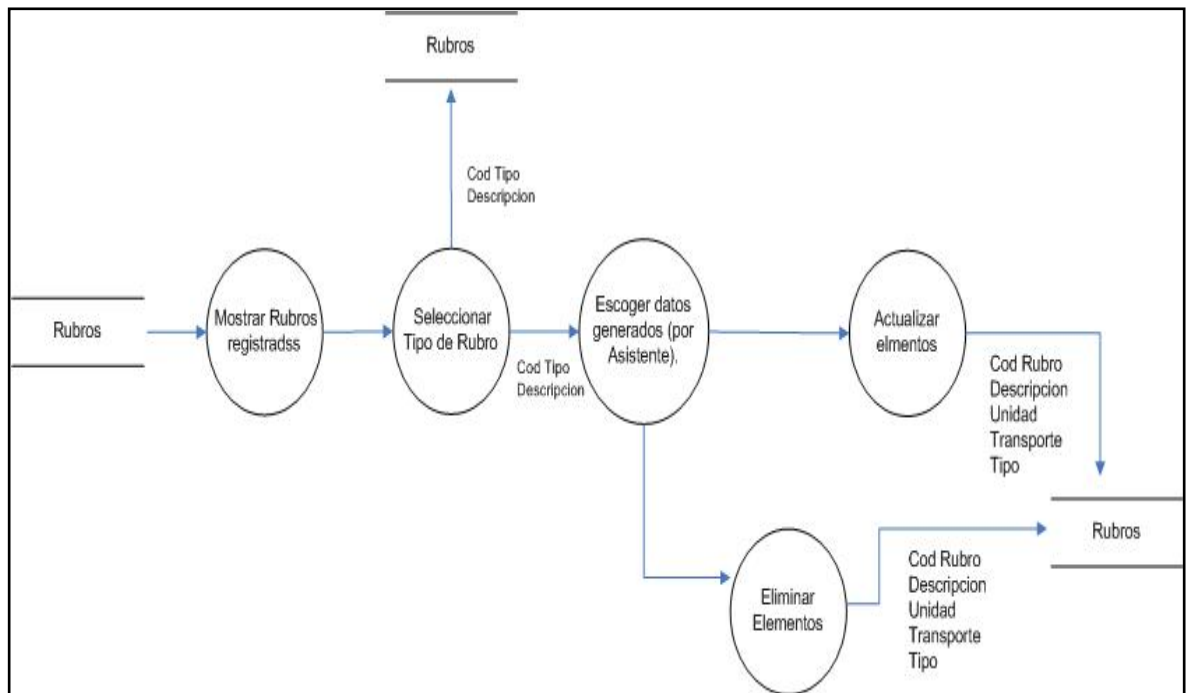 Rubros
Cod Tipo
Descripcion
Rubros
Mostrar Rubros
registradss
Seleccionar
Tipo de Rubro
Cod Tipo
Descripcion
Escoger datos
generados (por
Asistente).
Actualizar
elmentos
Cod Rubro
Descripcion
Unidad
Transporte
Tipo
Rubros
Eliminar
Elementos
Cod Rubro
Descripcion
Unidad
Transporte
Tipo